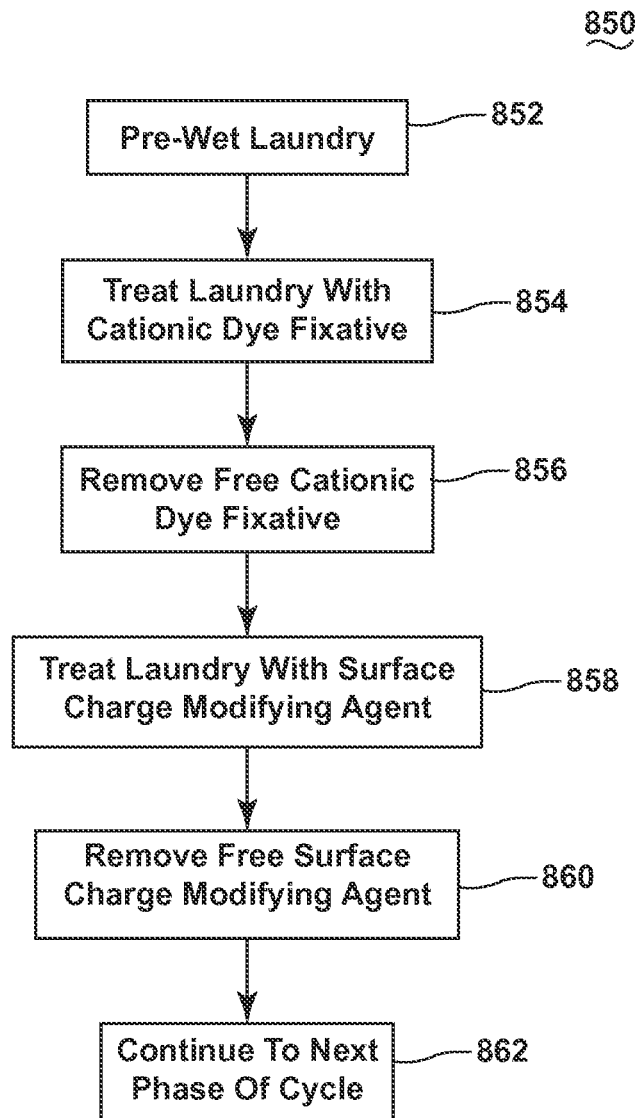 850
Pre-Wet Laundry
852
Treat Laundry With
Cationic Dye Fixative
854
Remove Free Cationic
Dye Fixative
856
Treat Laundry With Surface
Charge Modifying Agent
858
Remove Free Surface
Charge Modifying Agent
860
Continue To Next
Phase Of Cycle
862